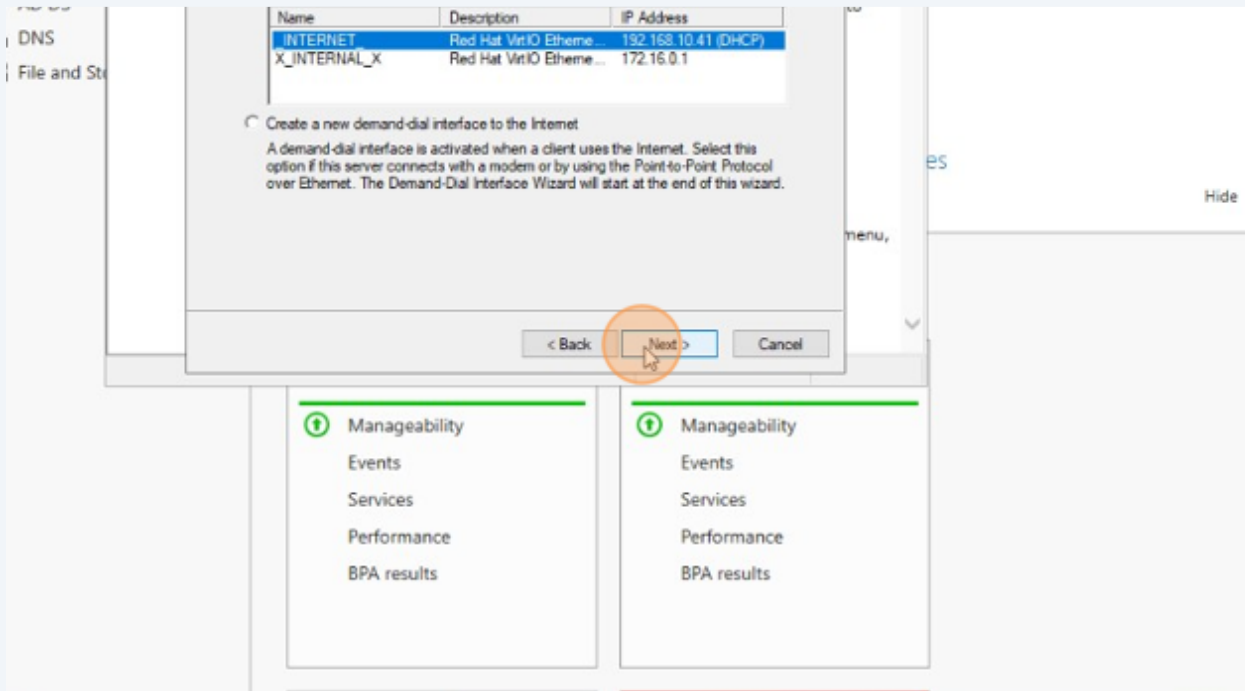 DNS
File and Sto
Name Description IP Address
_INTERNET_ Red Hat VirtIO Etherne... 192.168.10.41 (DHCP)
X_INTERNAL_X Red Hat VirtIO Etherne... 172.16.0.1
Create a new demand-dial interface to the Internet
A demand-dial interface is activated when a client uses the Internet. Select this
option if this server connects with a modem or by using the Point-to-Point Protocol
over Ethernet. The Demand-Dial Interface Wizard will start at the end of this wizard.
es
Hide
menu,
< Back Next > Cancel
Manageability
Events
Services
Performance
BPA results
Manageability
Events
Services
Performance
BPA results